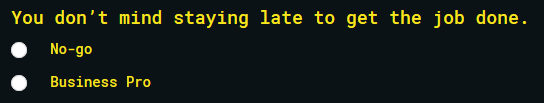 You don’t mind staying late to get the job done.
No-go
Business Pro